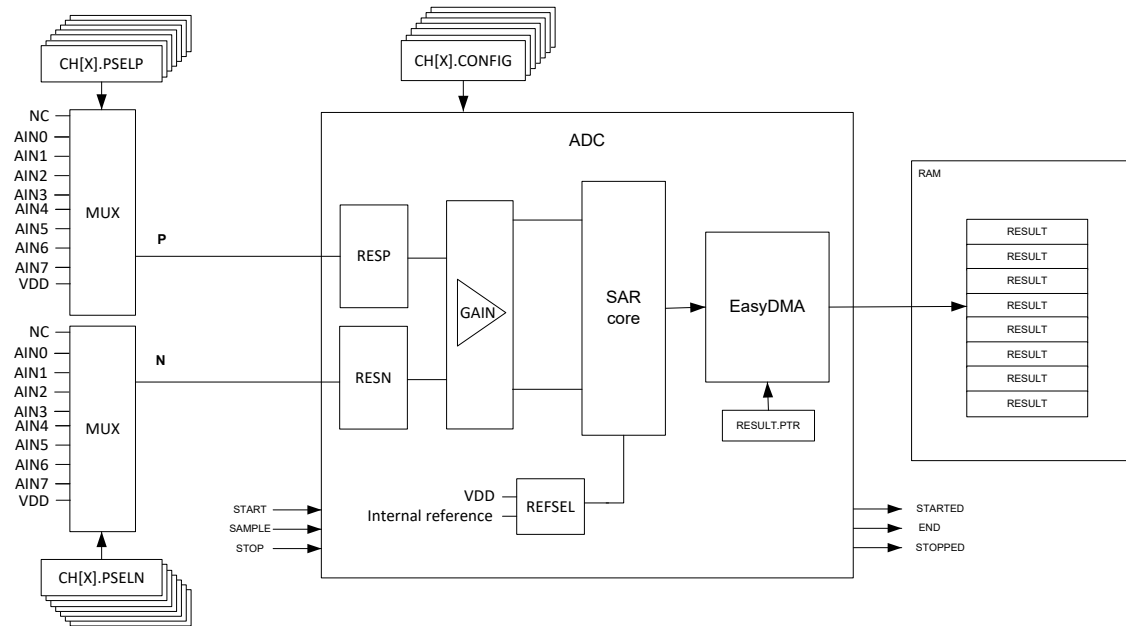 CH[X].PSELP
CH[X].CONFIG
NC
AIN0
AIN1
AIN2
AIN3
AIN4
AIN5
AIN6
AIN7
VDD
MUX
P
ADC
RESP
GAIN
SAR
core
EasyDMA
RAM
RESULT
RESULT
RESULT
RESULT
RESULT
RESULT
RESULT
RESULT
NC
AIN0
AIN1
AIN2
AIN3
AIN4
AIN5
AIN6
AIN7
VDD
MUX
N
RESN
RESULT.PTR
VDD
Internal reference
REFSEL
START
SAMPLE
STOP
STARTED
END
STOPPED
CH[X].PSELN